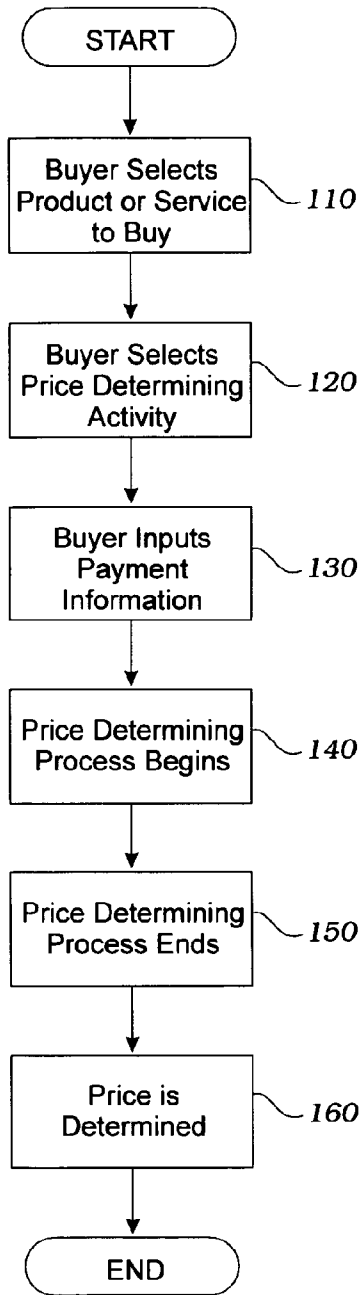 START
Buyer Selects
Product or Service
to Buy
110
Buyer Selects
Price Determining
Activity
120
Buyer Inputs
Payment
Information
130
Price Determining
Process Begins
140
Price Determining
Process Ends
150
Price is
Determined
160
END